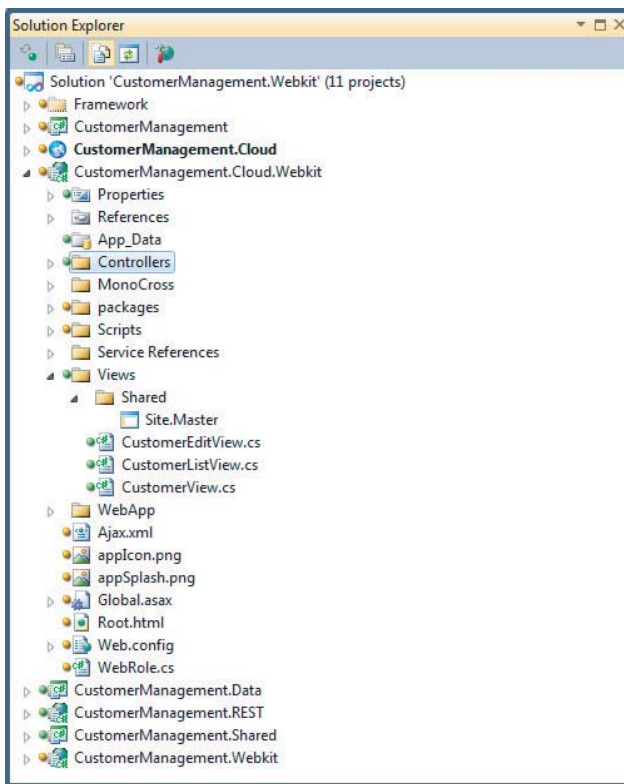 Solution Explorer
Solution 'CustomerManagement.Webkit' (11 projects)
Framework
CustomerManagement
CustomerManagement.Cloud
CustomerManagement.Cloud.Webkit
Properties
References
App_Data
Controllers
MonoCross
packages
Scripts
Service References
Views
Shared
Site.Master
CustomerEditView.cs
CustomerListView.cs
CustomerView.cs
WebApp
Ajax.xml
appIcon.png
appSplash.png
Global.asax
Root.html
Web.config
WebRole.cs
CustomerManagement.Data
CustomerManagement.REST
CustomerManagement.Shared
CustomerManagement.Webkit